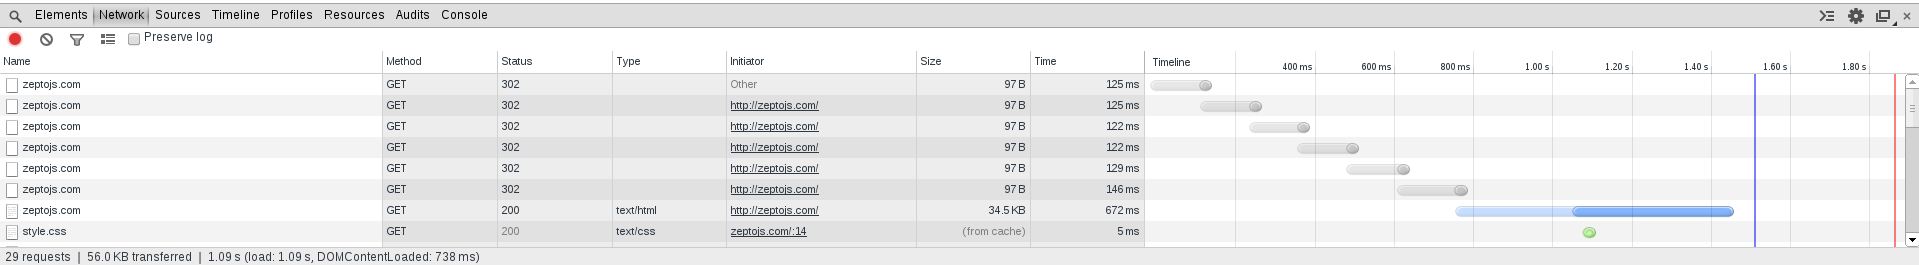 Elements Network Sources Timeline Profiles Resources Audits Console
Preserve log
Name Method Status Type Initiator Size Time Timeline 400 ms 600 ms 800 ms 1.00 s 1.20 s 1.40 s 1.60 s 1.80 s
zeptojs.com GET 302 Other 97 B 125 ms
zeptojs.com GET 302 http://zeptojs.com/ 97 B 125 ms
zeptojs.com GET 302 http://zeptojs.com/ 97 B 122 ms
zeptojs.com GET 302 http://zeptojs.com/ 97 B 122 ms
zeptojs.com GET 302 http://zeptojs.com/ 97 B 129 ms
zeptojs.com GET 302 http://zeptojs.com/ 97 B 146 ms
zeptojs.com GET 200 text/html http://zeptojs.com/ 34.5 KB 672 ms
style.css GET 200 text/css zeptojs.com/:14 (from cache) 5 ms
29 requests | 56.0 KB transferred | 1.09 s (load: 1.09 s, DOMContentLoaded: 738 ms)